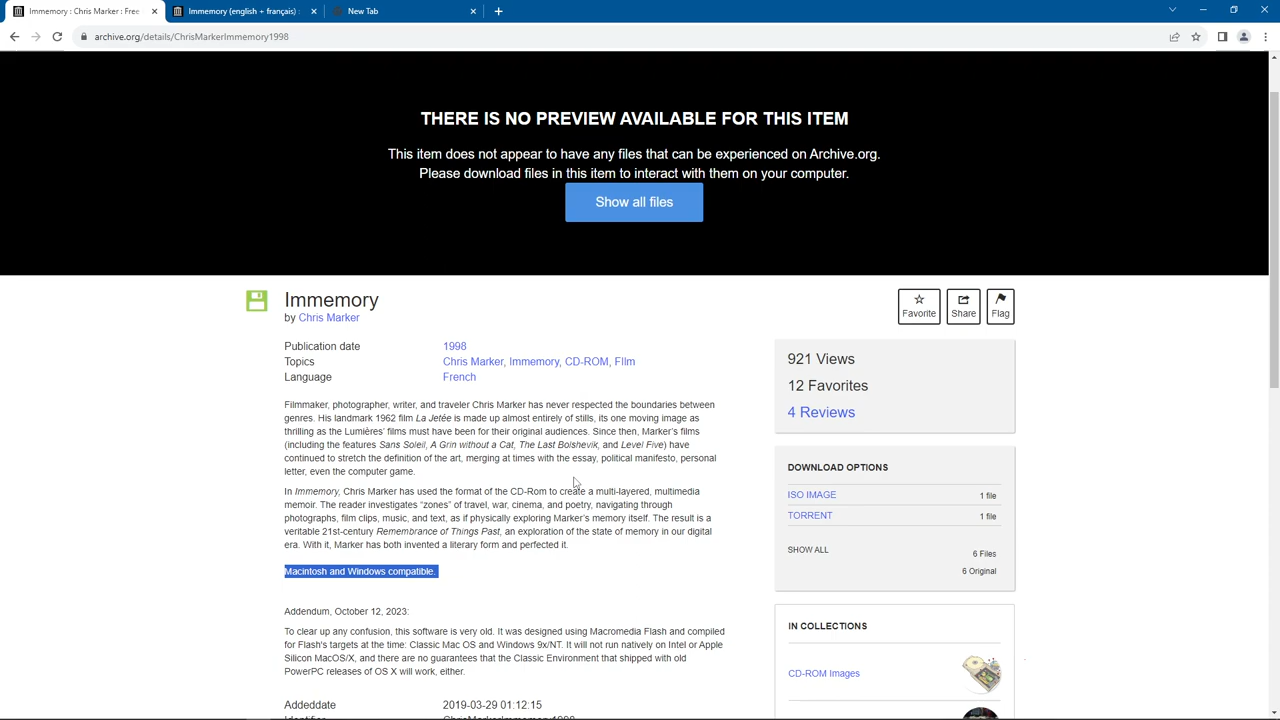 Immemory : Chris Marker : Free
Immemory (english + français) :
New Tab
archive.org/details/ChrisMarkerImmemory1998
THERE IS NO PREVIEW AVAILABLE FOR THIS ITEM
This item does not appear to have any files that can be experienced on Archive.org.
Please download files in this item to interact with them on your computer.
Show all files
Immemory
by Chris Marker
Favorite
Share
Flag
Publication date 1998
Topics Chris Marker, Immemory, CD-ROM, FIlm
Language French
Filmmaker, photographer, writer, and traveler Chris Marker has never respected the boundaries between
genres. His landmark 1962 film La Jetée is made up almost entirely of stills, its one moving image as
thrilling as the Lumières' films must have been for their original audiences. Since then, Marker's films
(including the features Sans Soleil, A Grin without a Cat, The Last Bolshevik, and Level Five) have
continued to stretch the definition of the art, merging at times with the essay, political manifesto, personal
letter, even the computer game.
In Immemory, Chris Marker has used the format of the CD-Rom to create a multi-layered, multimedia
memoir. The reader investigates “zones” of travel, war, cinema, and poetry, navigating through
photographs, film clips, music, and text, as if physically exploring Marker's memory itself. The result is a
veritable 21st-century Remembrance of Things Past, an exploration of the state of memory in our digital
era. With it, Marker has both invented a literary form and perfected it.
Macintosh and Windows compatible.
Addendum, October 12, 2023:
To clear up any confusion, this software is very old. It was designed using Macromedia Flash and compiled
for Flash's targets at the time: Classic Mac OS and Windows 9x/NT. It will not run natively on Intel or Apple
Silicon MacOS/X, and there are no guarantees that the Classic Environment that shipped with old
PowerPC releases of OS X will work, either.
Addeddate 2019-03-29 01:12:15
Identifier ChrisMarkerImmemory1998
921 Views
12 Favorites
4 Reviews
DOWNLOAD OPTIONS
ISO IMAGE 1 file
TORRENT 1 file
SHOW ALL 6 Files
6 Original
IN COLLECTIONS
CD-ROM Images